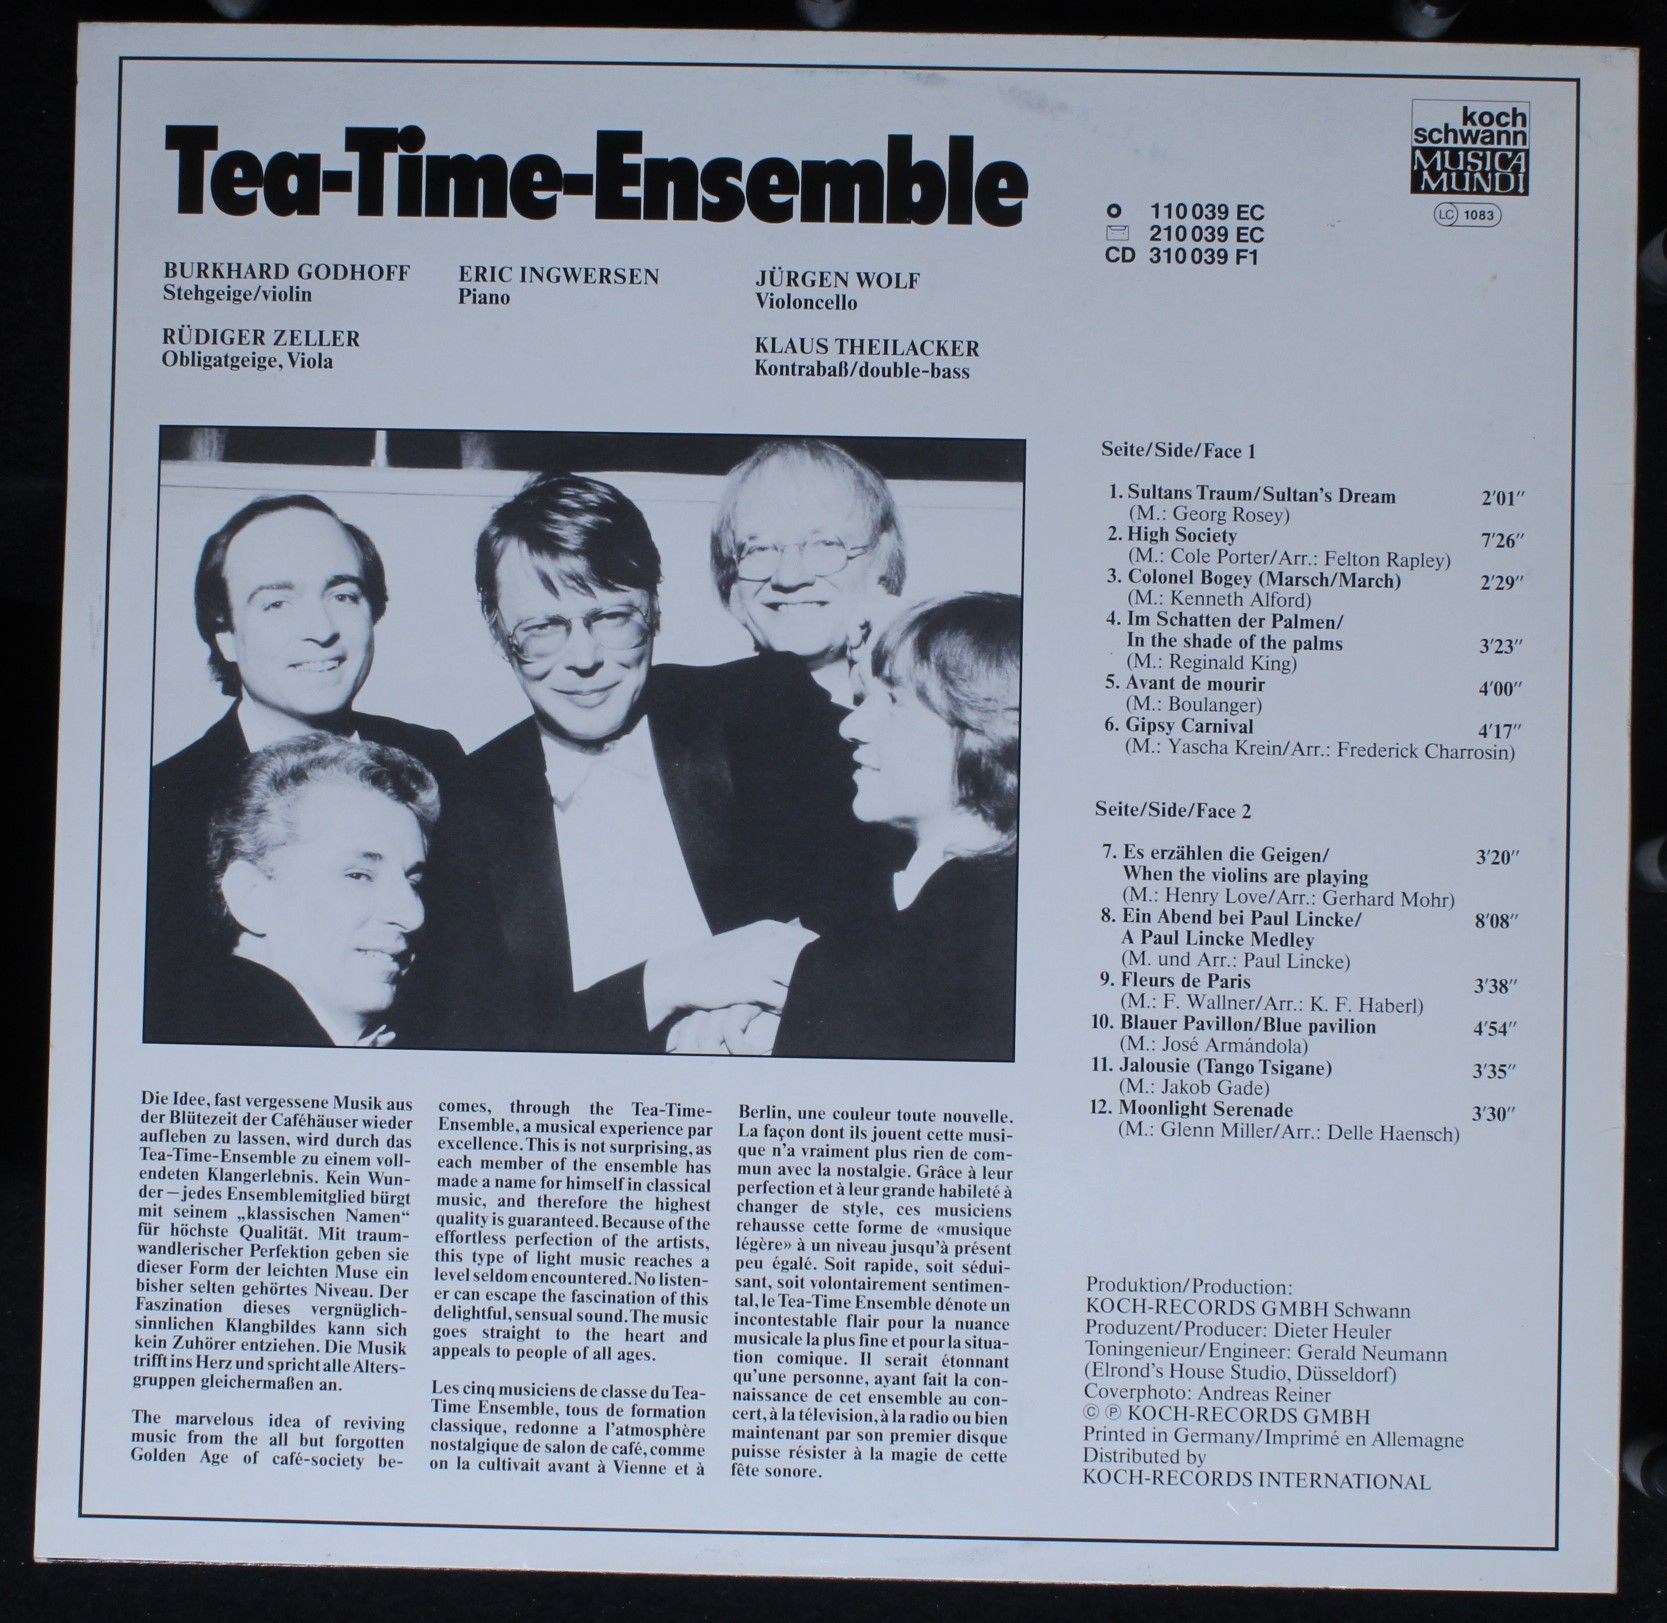 Tea-Time-Ensemble
koch
schwann
MUSICA
MUNDI
LC 1083
110 039 EC
210 039 EC
CD 310 039 F1
BURKHARD GODHOFF
Stehgeige/violin
RÜDIGER ZELLER
Obligatgeige, Viola
ERIC INGWERSEN
Piano
JÜRGEN WOLF
Violoncello
KLAUS THEILACKER
Kontrabaß/double-bass
Seite/Side/Face 1
1. Sultans Traum/Sultan's Dream 2'01''
(M.: Georg Rosey)
2. High Society 7'26''
(M.: Cole Porter/Arr.: Felton Rapley)
3. Colonel Bogey (Marsch/March) 2'29''
(M.: Kenneth Alford)
4. Im Schatten der Palmen/
In the shade of the palms 3'23''
(M.: Reginald King)
5. Avant de mourir 4'00''
(M.: Boulanger)
6. Gipsy Carnival 4'17''
(M.: Yascha Krein/Arr.: Frederick Charrosin)
Seite/Side/Face 2
7. Es erzählen die Geigen/ 3'20''
When the violins are playing
(M.: Henry Love/Arr.: Gerhard Mohr)
8. Ein Abend bei Paul Lincke/ 8'08''
A Paul Lincke Medley
(M. und Arr.: Paul Lincke)
9. Fleurs de Paris 3'38''
(M.: F. Wallner/Arr.: K. F. Haberl)
10. Blauer Pavillon/Blue pavilion 4'54''
(M.: José Armándola)
11. Jalousie (Tango Tsigane) 3'35''
(M.: Jakob Gade)
12. Moonlight Serenade 3'30''
(M.: Glenn Miller/Arr.: Delle Haensch)
Die Idee, fast vergessene Musik aus
der Blütezeit der Caféhäuser wieder
aufleben zu lassen, wird durch das
Tea-Time-Ensemble zu einem voll-
endeten Klangerlebnis. Kein Wun-
der – jedes Ensemblemitglied bürgt
mit seinem „klassischen Namen“
für höchste Qualität. Mit traum-
wandlerischer Perfektion geben sie
dieser Form der leichten Muse ein
bisher selten gehörtes Niveau. Der
Faszination dieses vergnüglich-
sinnlichen Klangbildes kann sich
kein Zuhörer entziehen. Die Musik
trifft ins Herz und spricht alle Alters-
gruppen gleichermaßen an.
The marvelous idea of reviving
music from the all but forgotten
Golden Age of café-society be-
comes, through the Tea-Time-
Ensemble, a musical experience par
excellence. This is not surprising, as
each member of the ensemble has
made a name for himself in classical
music, and therefore the highest
quality is guaranteed. Because of the
effortless perfection of the artists,
this type of light music reaches a
level seldom encountered. No listen-
er can escape the fascination of this
delightful, sensual sound. The music
goes straight to the heart and
appeals to people of all ages.
Les cinq musiciens de classe du Tea-
Time Ensemble, tous de formation
classique, redonne a l'atmosphère
nostalgique de salon de café, comme
on la cultivait avant à Vienne et à
Berlin, une couleur toute nouvelle.
La façon dont ils jouent cette musi-
que n'a vraiment plus rien de com-
mun avec la nostalgie. Grâce à leur
perfection et à leur grande habileté à
changer de style, ces musiciens
rehausse cette forme de «musique
légère» à un niveau jusqu'à présent
peu égalé. Soit rapide, soit sédui-
sant, soit volontairement sentimen-
tal, le Tea-Time Ensemble dénote un
incontestable flair pour la nuance
musicale la plus fine et pour la situa-
tion comique. Il serait étonnant
qu'une personne, ayant fait la con-
naissance de cet ensemble au con-
cert, à la télévision, à la radio ou bien
maintenant par son premier disque
puisse résister à la magie de cette
fête sonore.
Produktion/Production:
KOCH-RECORDS GMBH Schwann
Produzent/Producer: Dieter Heuler
Toningenieur/Engineer: Gerald Neumann
(Elrond's House Studio, Düsseldorf)
Coverphoto: Andreas Reiner
© ℗ KOCH-RECORDS GMBH
Printed in Germany/Imprimé en Allemagne
Distributed by
KOCH-RECORDS INTERNATIONAL